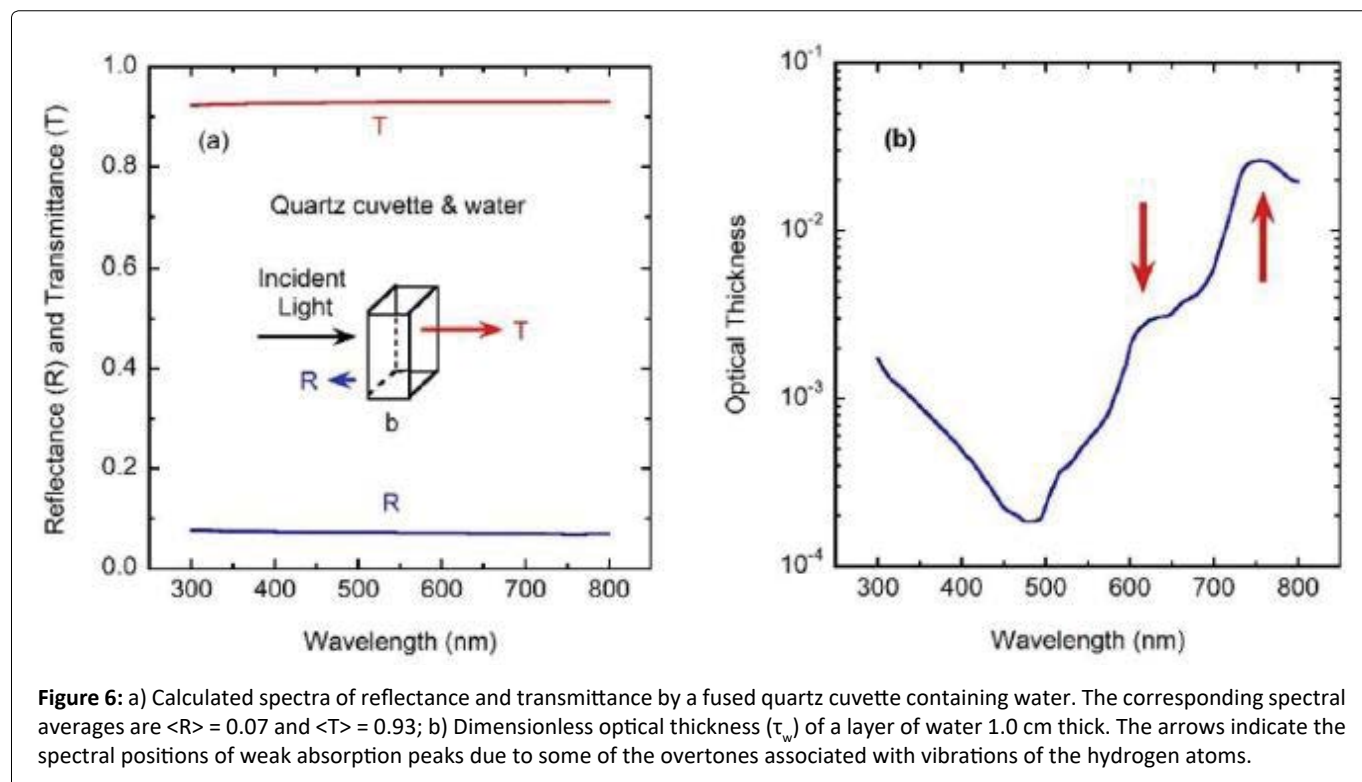 1.0
0.8
0.6
0.4
0.2
0.0
Reflectance (R) and Transmittance (T)
(a)
T
Quartz cuvette & water
Incident
Light
T
R
b
R
300 400 500 600 700 800
Wavelength (nm)
10-1
10-2
10-3
10-4
Optical Thickness
(b)
300 400 500 600 700 800
Wavelength (nm)
Figure 6: a) Calculated spectra of reflectance and transmittance by a fused quartz cuvette containing water. The corresponding spectral
averages are <R> = 0.07 and <T> = 0.93; b) Dimensionless optical thickness (τw) of a layer of water 1.0 cm thick. The arrows indicate the
spectral positions of weak absorption peaks due to some of the overtones associated with vibrations of the hydrogen atoms.